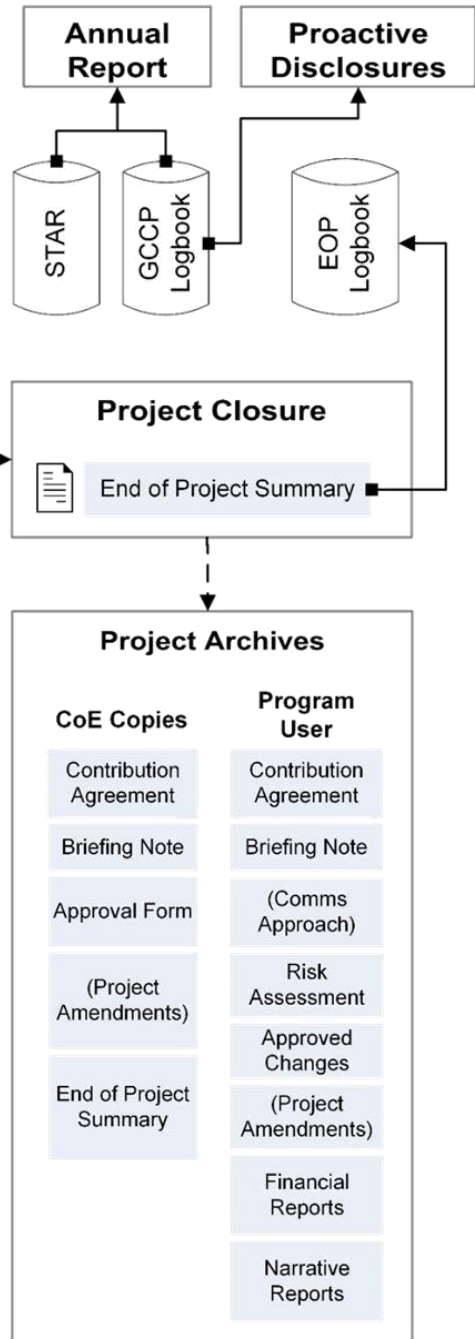 Annual
Report
Proactive
Disclosures
STAR
GCCP
Logbook
EOP
Logbook
Project Closure
End of Project Summary
Project Archives
CoE Copies
Contribution
Agreement
Briefing Note
Approval Form
(Project
Amendments)
End of Project
Summary
Program
User
Contribution
Agreement
Briefing Note
(Comms
Approach)
Risk
Assessment
Approved
Changes
(Project
Amendments)
Financial
Reports
Narrative
Reports